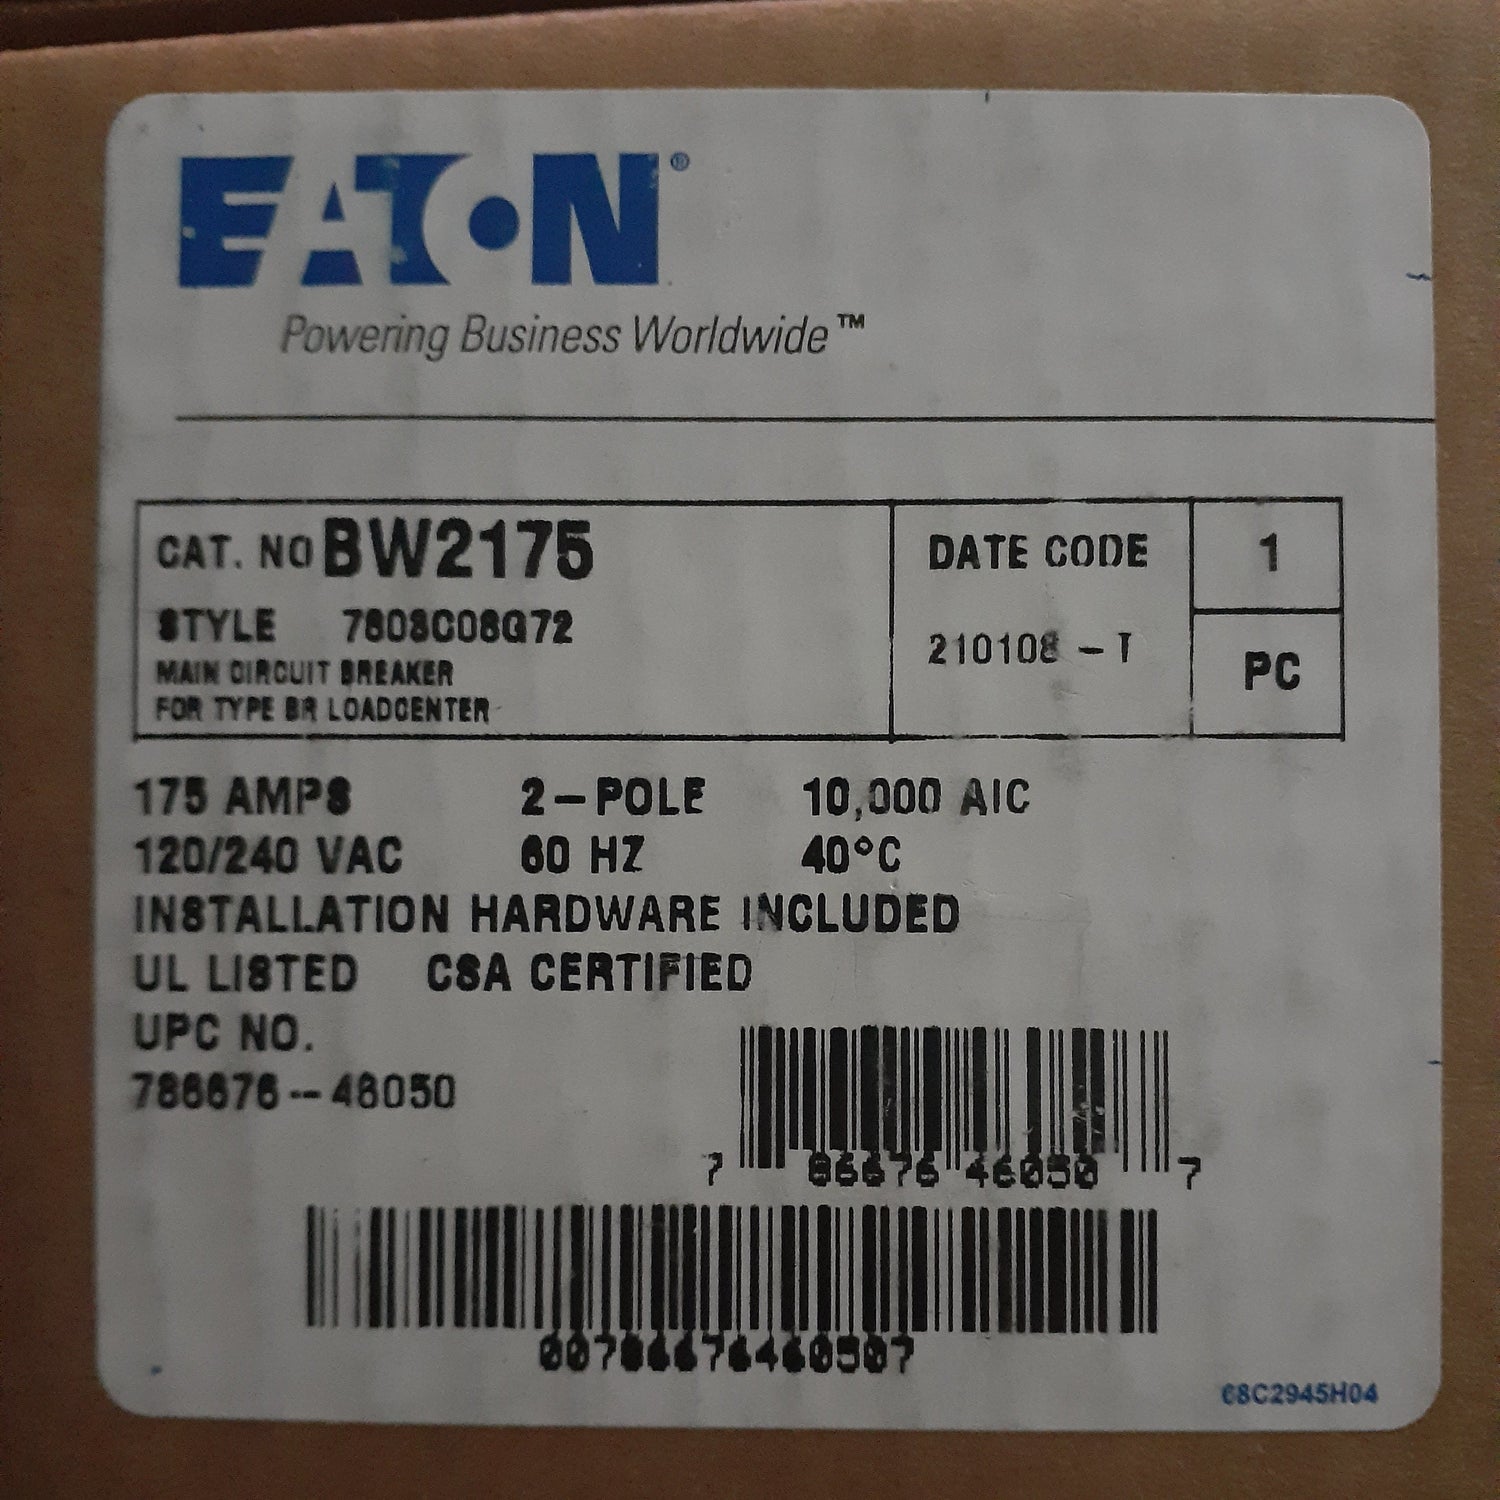 EATON®
Powering Business Worldwide™
CAT. NO BW2175
STYLE 7808C08G72
MAIN CIRCUIT BREAKER
FOR TYPE BR LOADCENTER
DATE CODE
210108 - T
1
PC
175 AMPS 2-POLE 10,000 AIC
120/240 VAC 60 HZ 40°C
INSTALLATION HARDWARE INCLUDED
UL LISTED CSA CERTIFIED
UPC NO.
786676--46050
7 86676 46050 7
00786676460507
68C2945H04